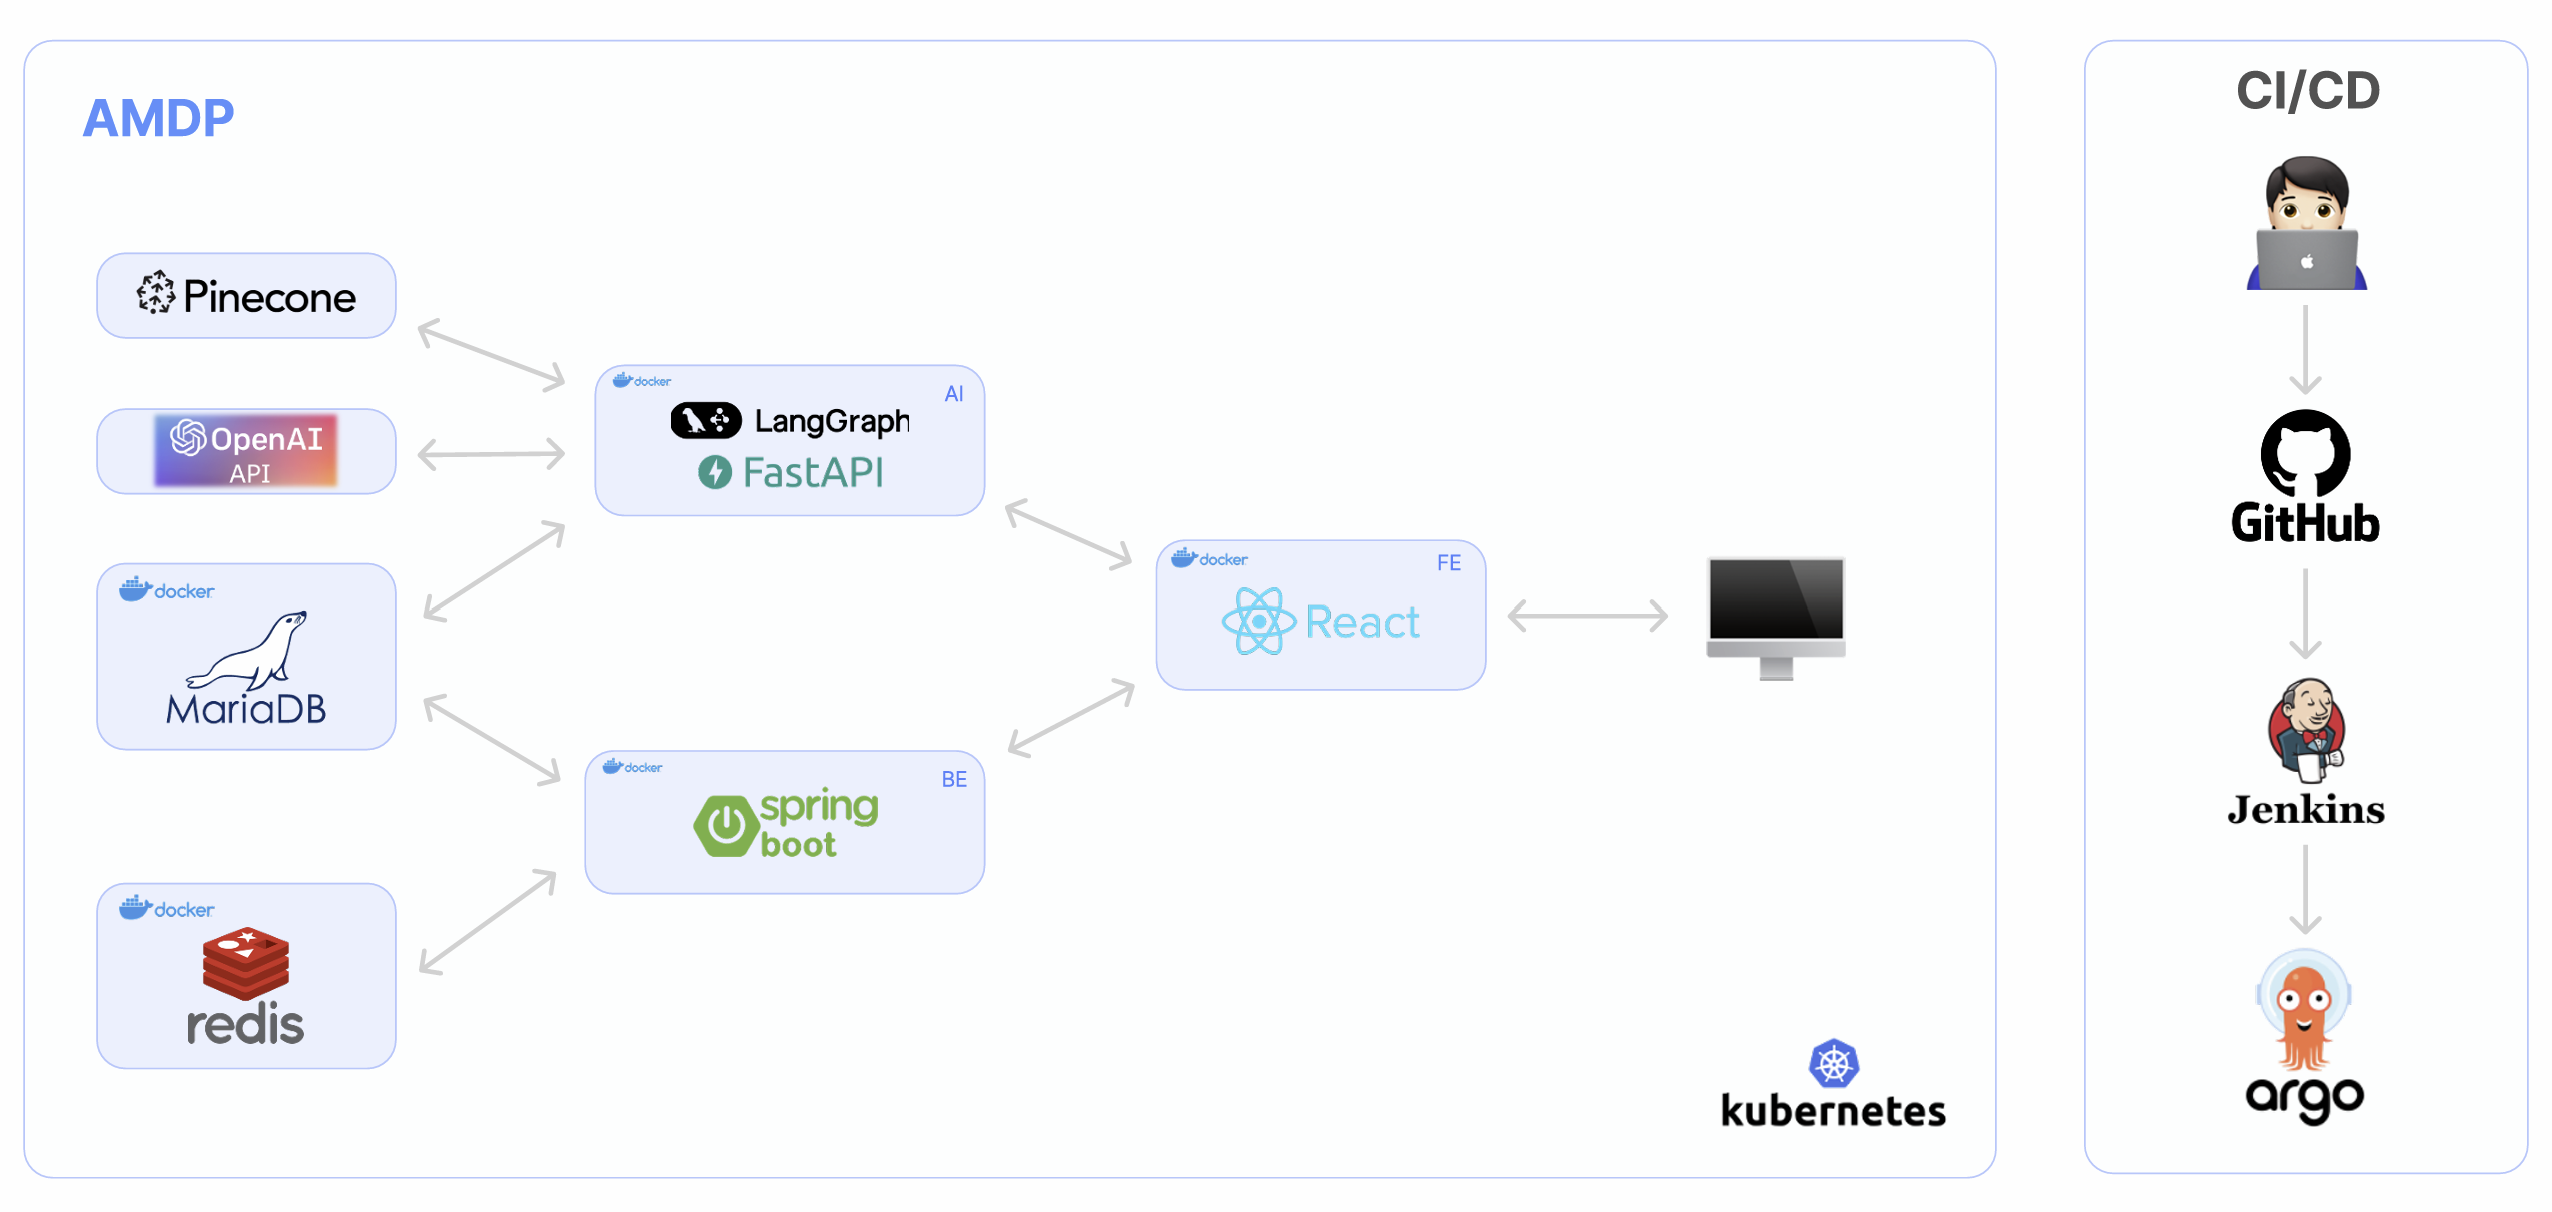 AMDP
Pinecone
OpenAI
API
docker
MariaDB
docker
redis
docker
AI
LangGraph
FastAPI
docker
BE
spring
boot
docker
FE
React
kubernetes
CI/CD
GitHub
Jenkins
argo